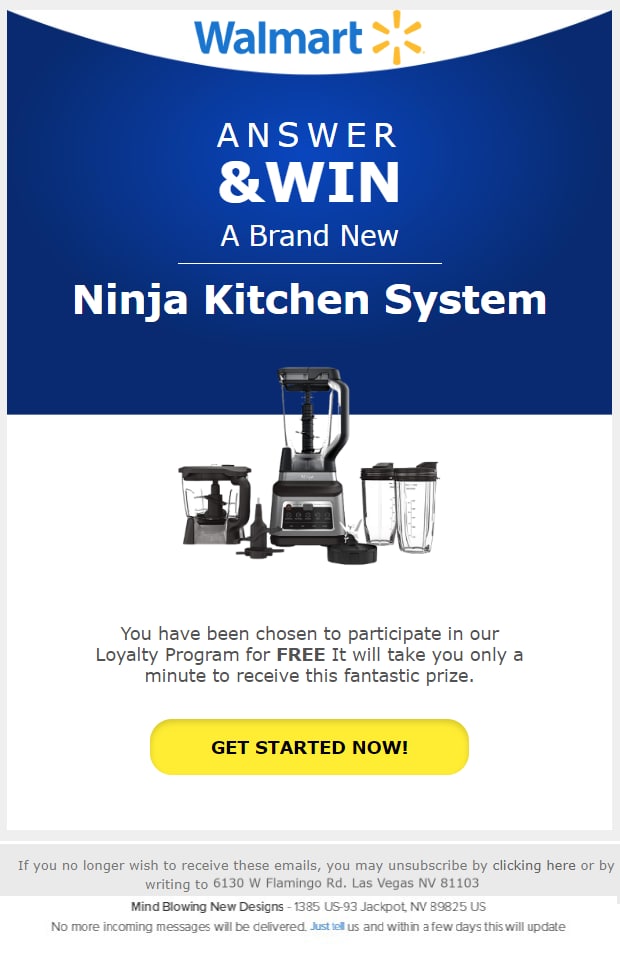 Walmart
ANSWER
&WIN
A Brand New
Ninja Kitchen System
You have been chosen to participate in our
Loyalty Program for FREE It will take you only a
minute to receive this fantastic prize.
GET STARTED NOW!
If you no longer wish to receive these emails, you may unsubscribe by clicking here or by
writing to 6130 W Flamingo Rd. Las Vegas NV 81103
Mind Blowing New Designs - 1385 US-93 Jackpot, NV 89825 US
No more incoming messages will be delivered. Just tell us and within a few days this will update